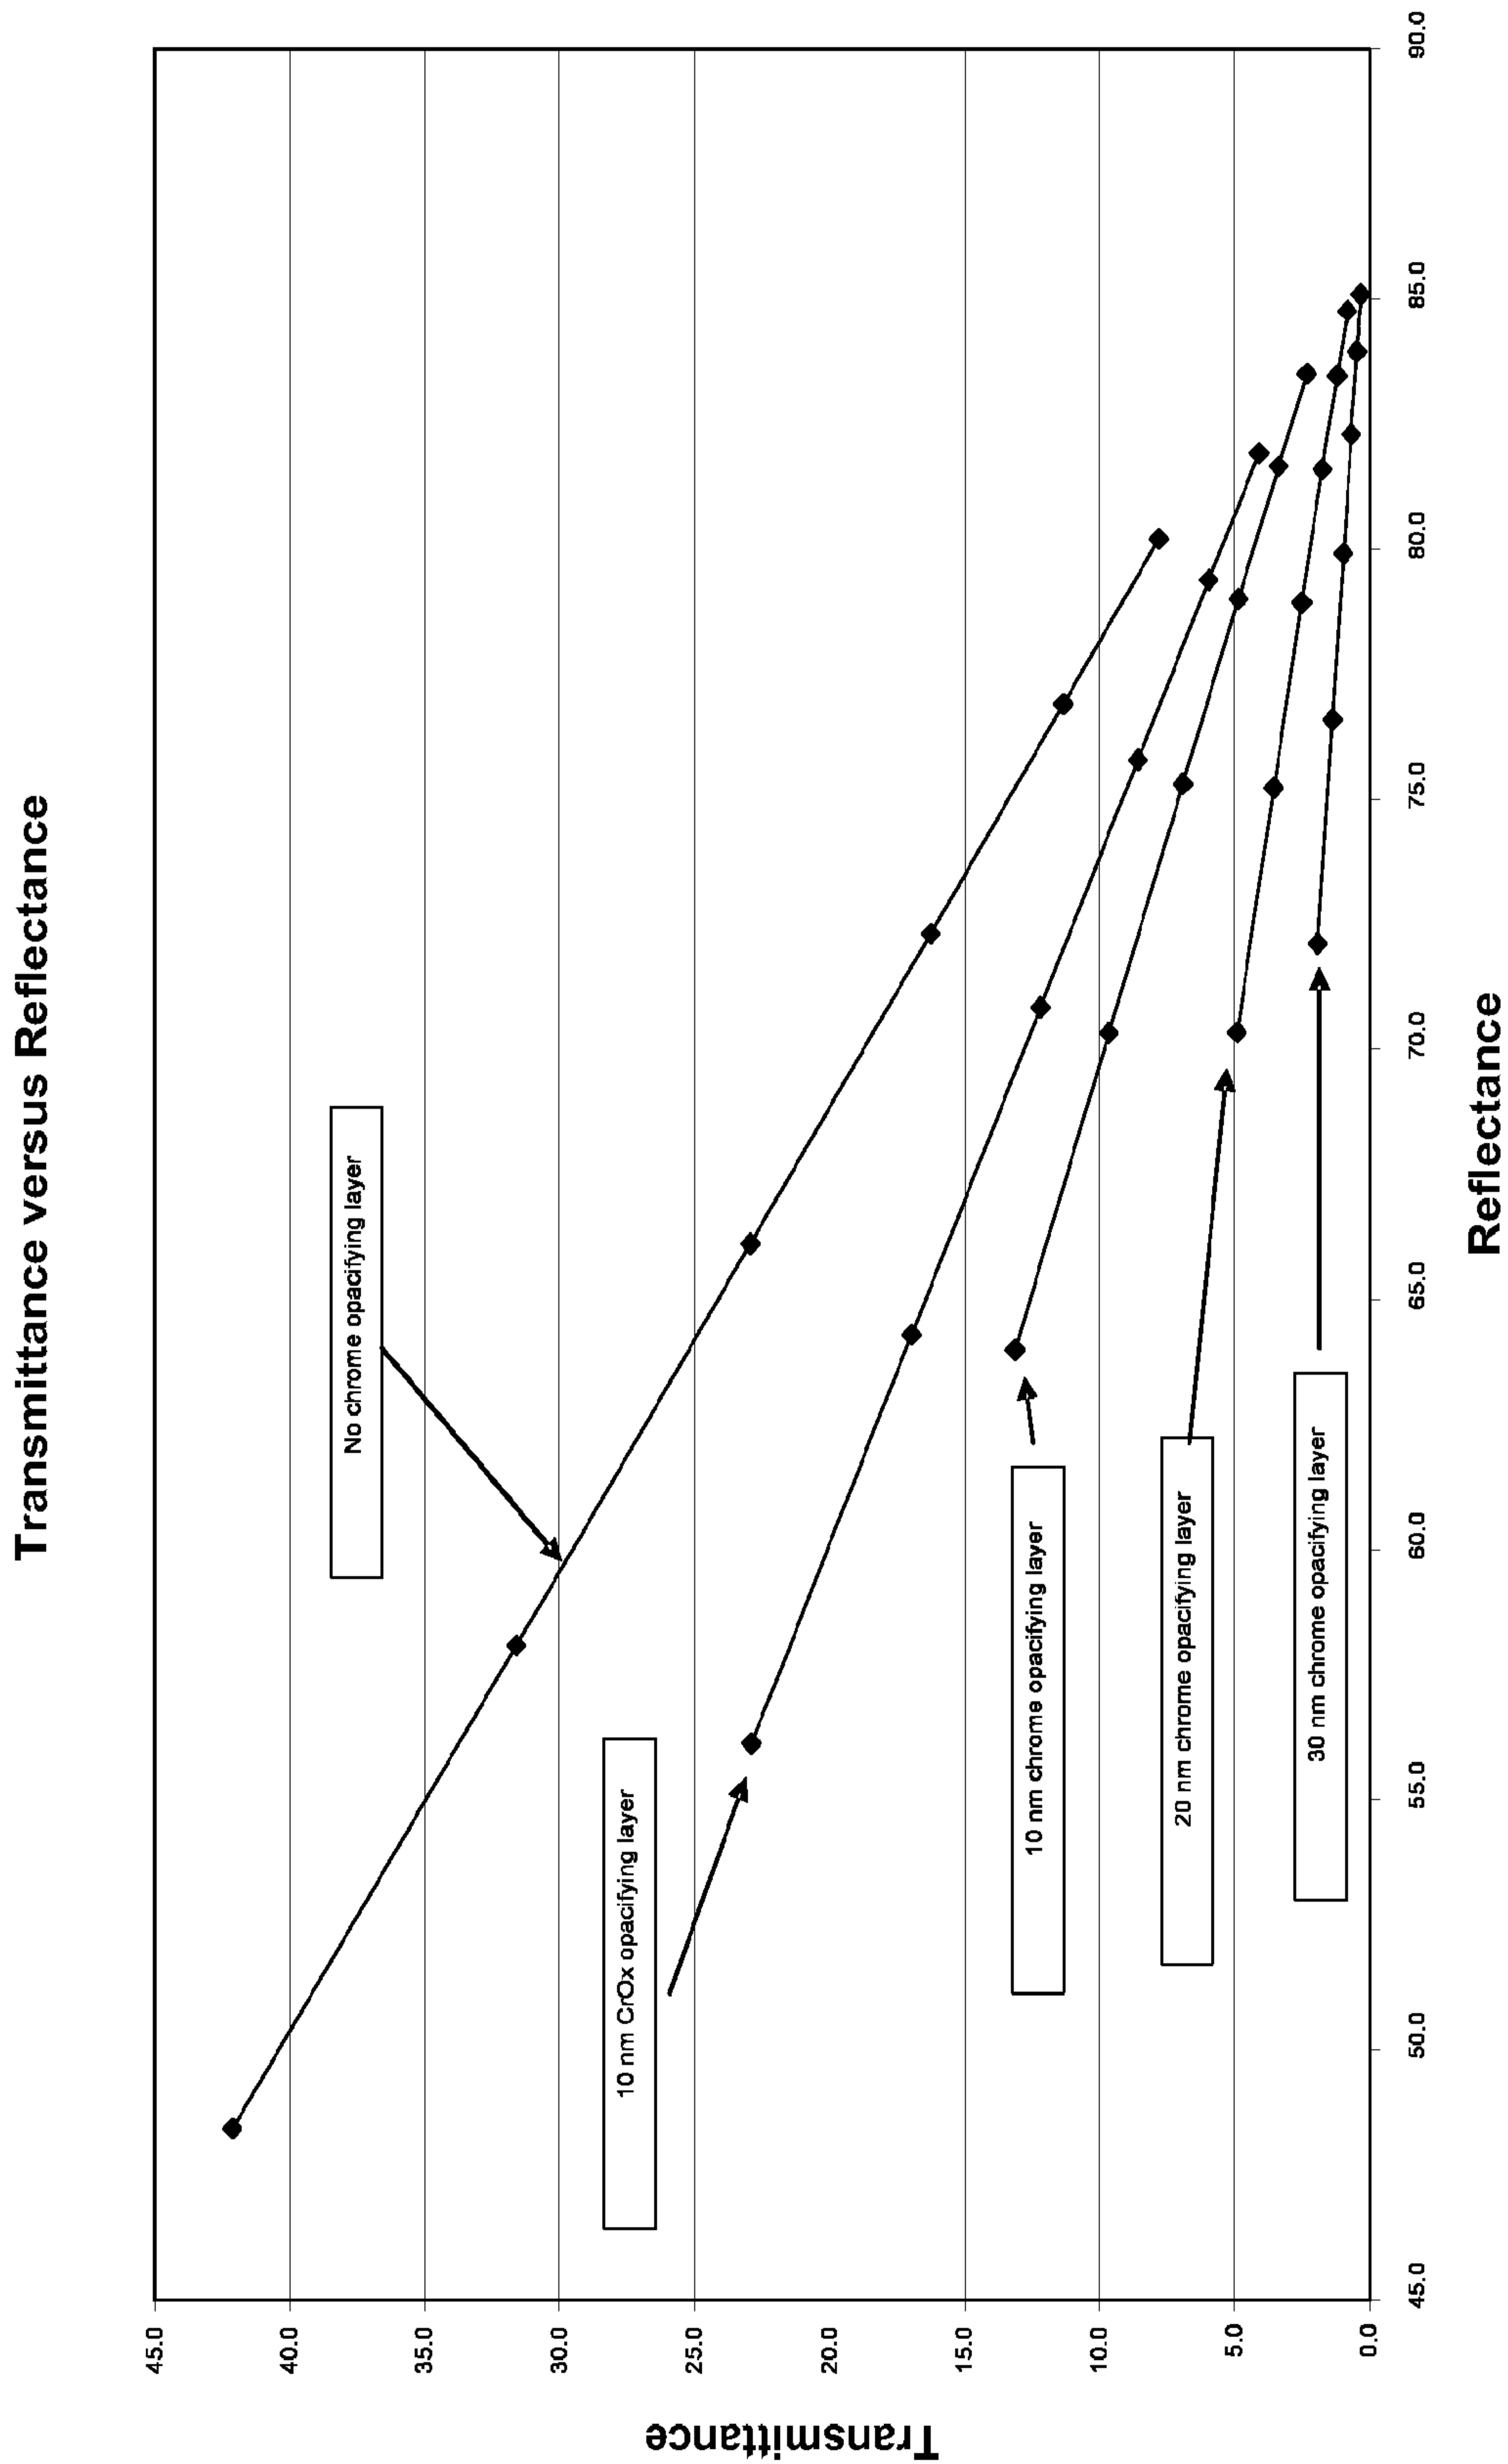 Transmittance versus Reflectance
Transmittance
45.0
40.0
35.0
30.0
25.0
20.0
15.0
10.0
5.0
0.0
No chrome opacifying layer
10 nm CrOx opacifying layer
10 nm chrome opacifying layer
20 nm chrome opacifying layer
30 nm chrome opacifying layer
45.0
50.0
55.0
60.0
65.0
70.0
75.0
80.0
85.0
90.0
Reflectance